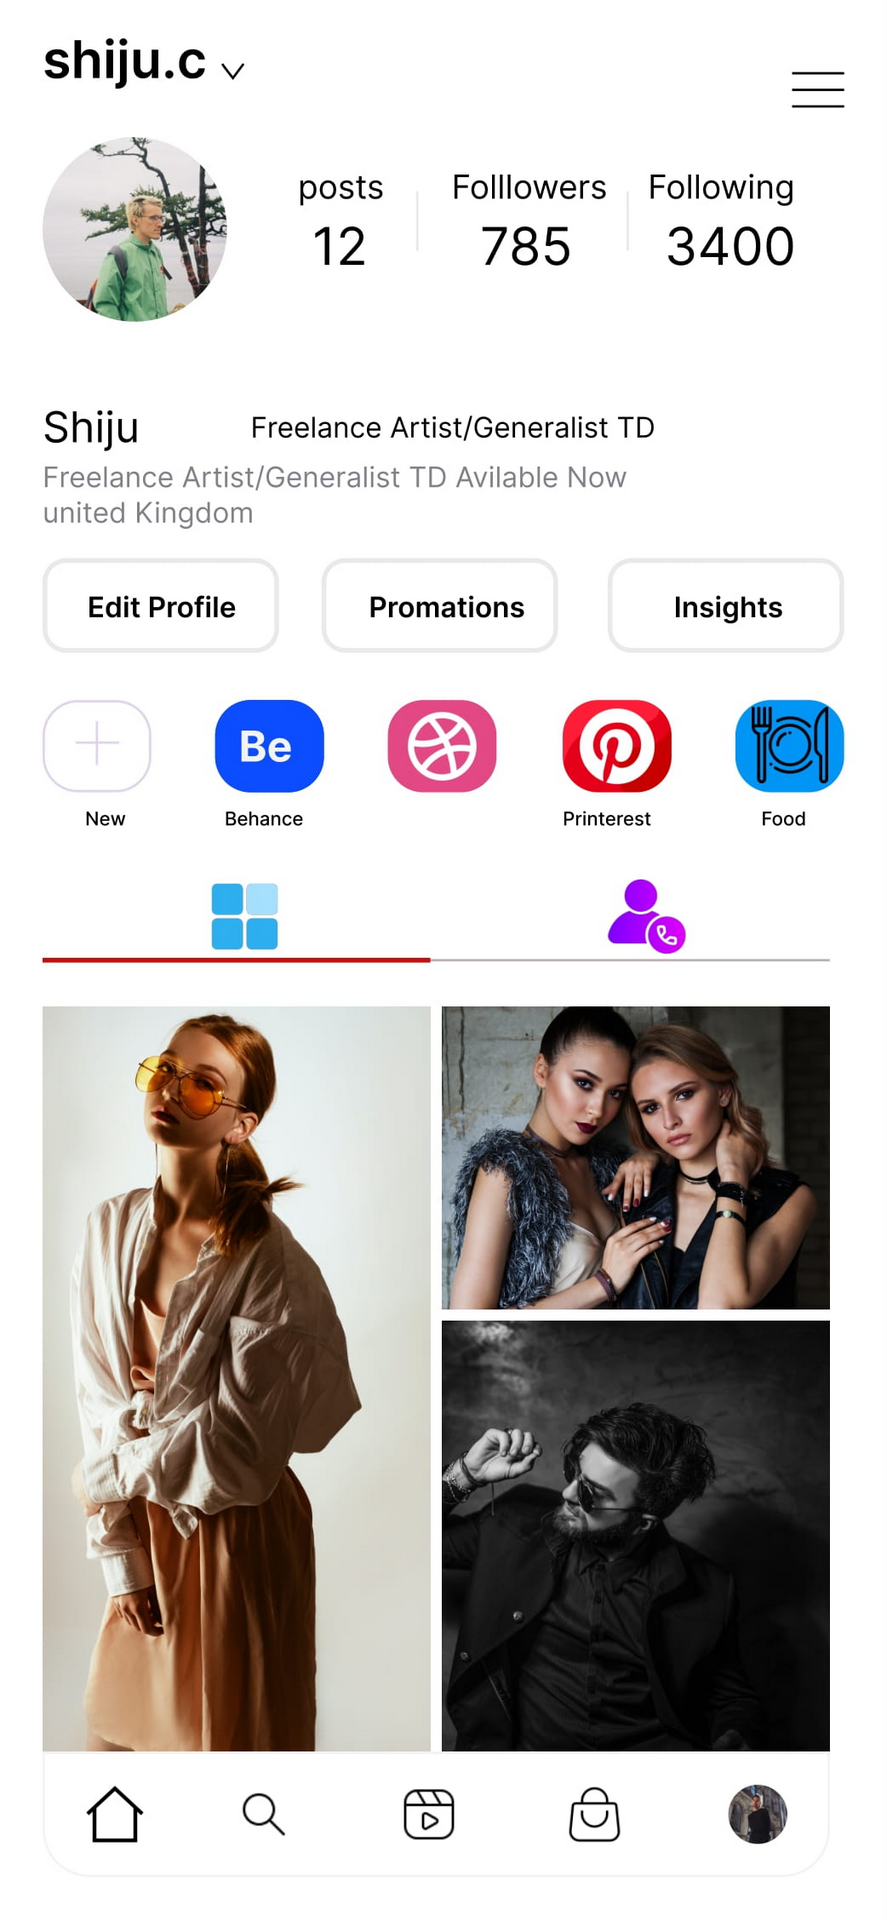 shiju.c
posts Folllowers Following
12 785 3400
Shiju Freelance Artist/Generalist TD
Freelance Artist/Generalist TD Avilable Now
united Kingdom
Edit Profile Promations Insights
Be
New Behance Printerest Food